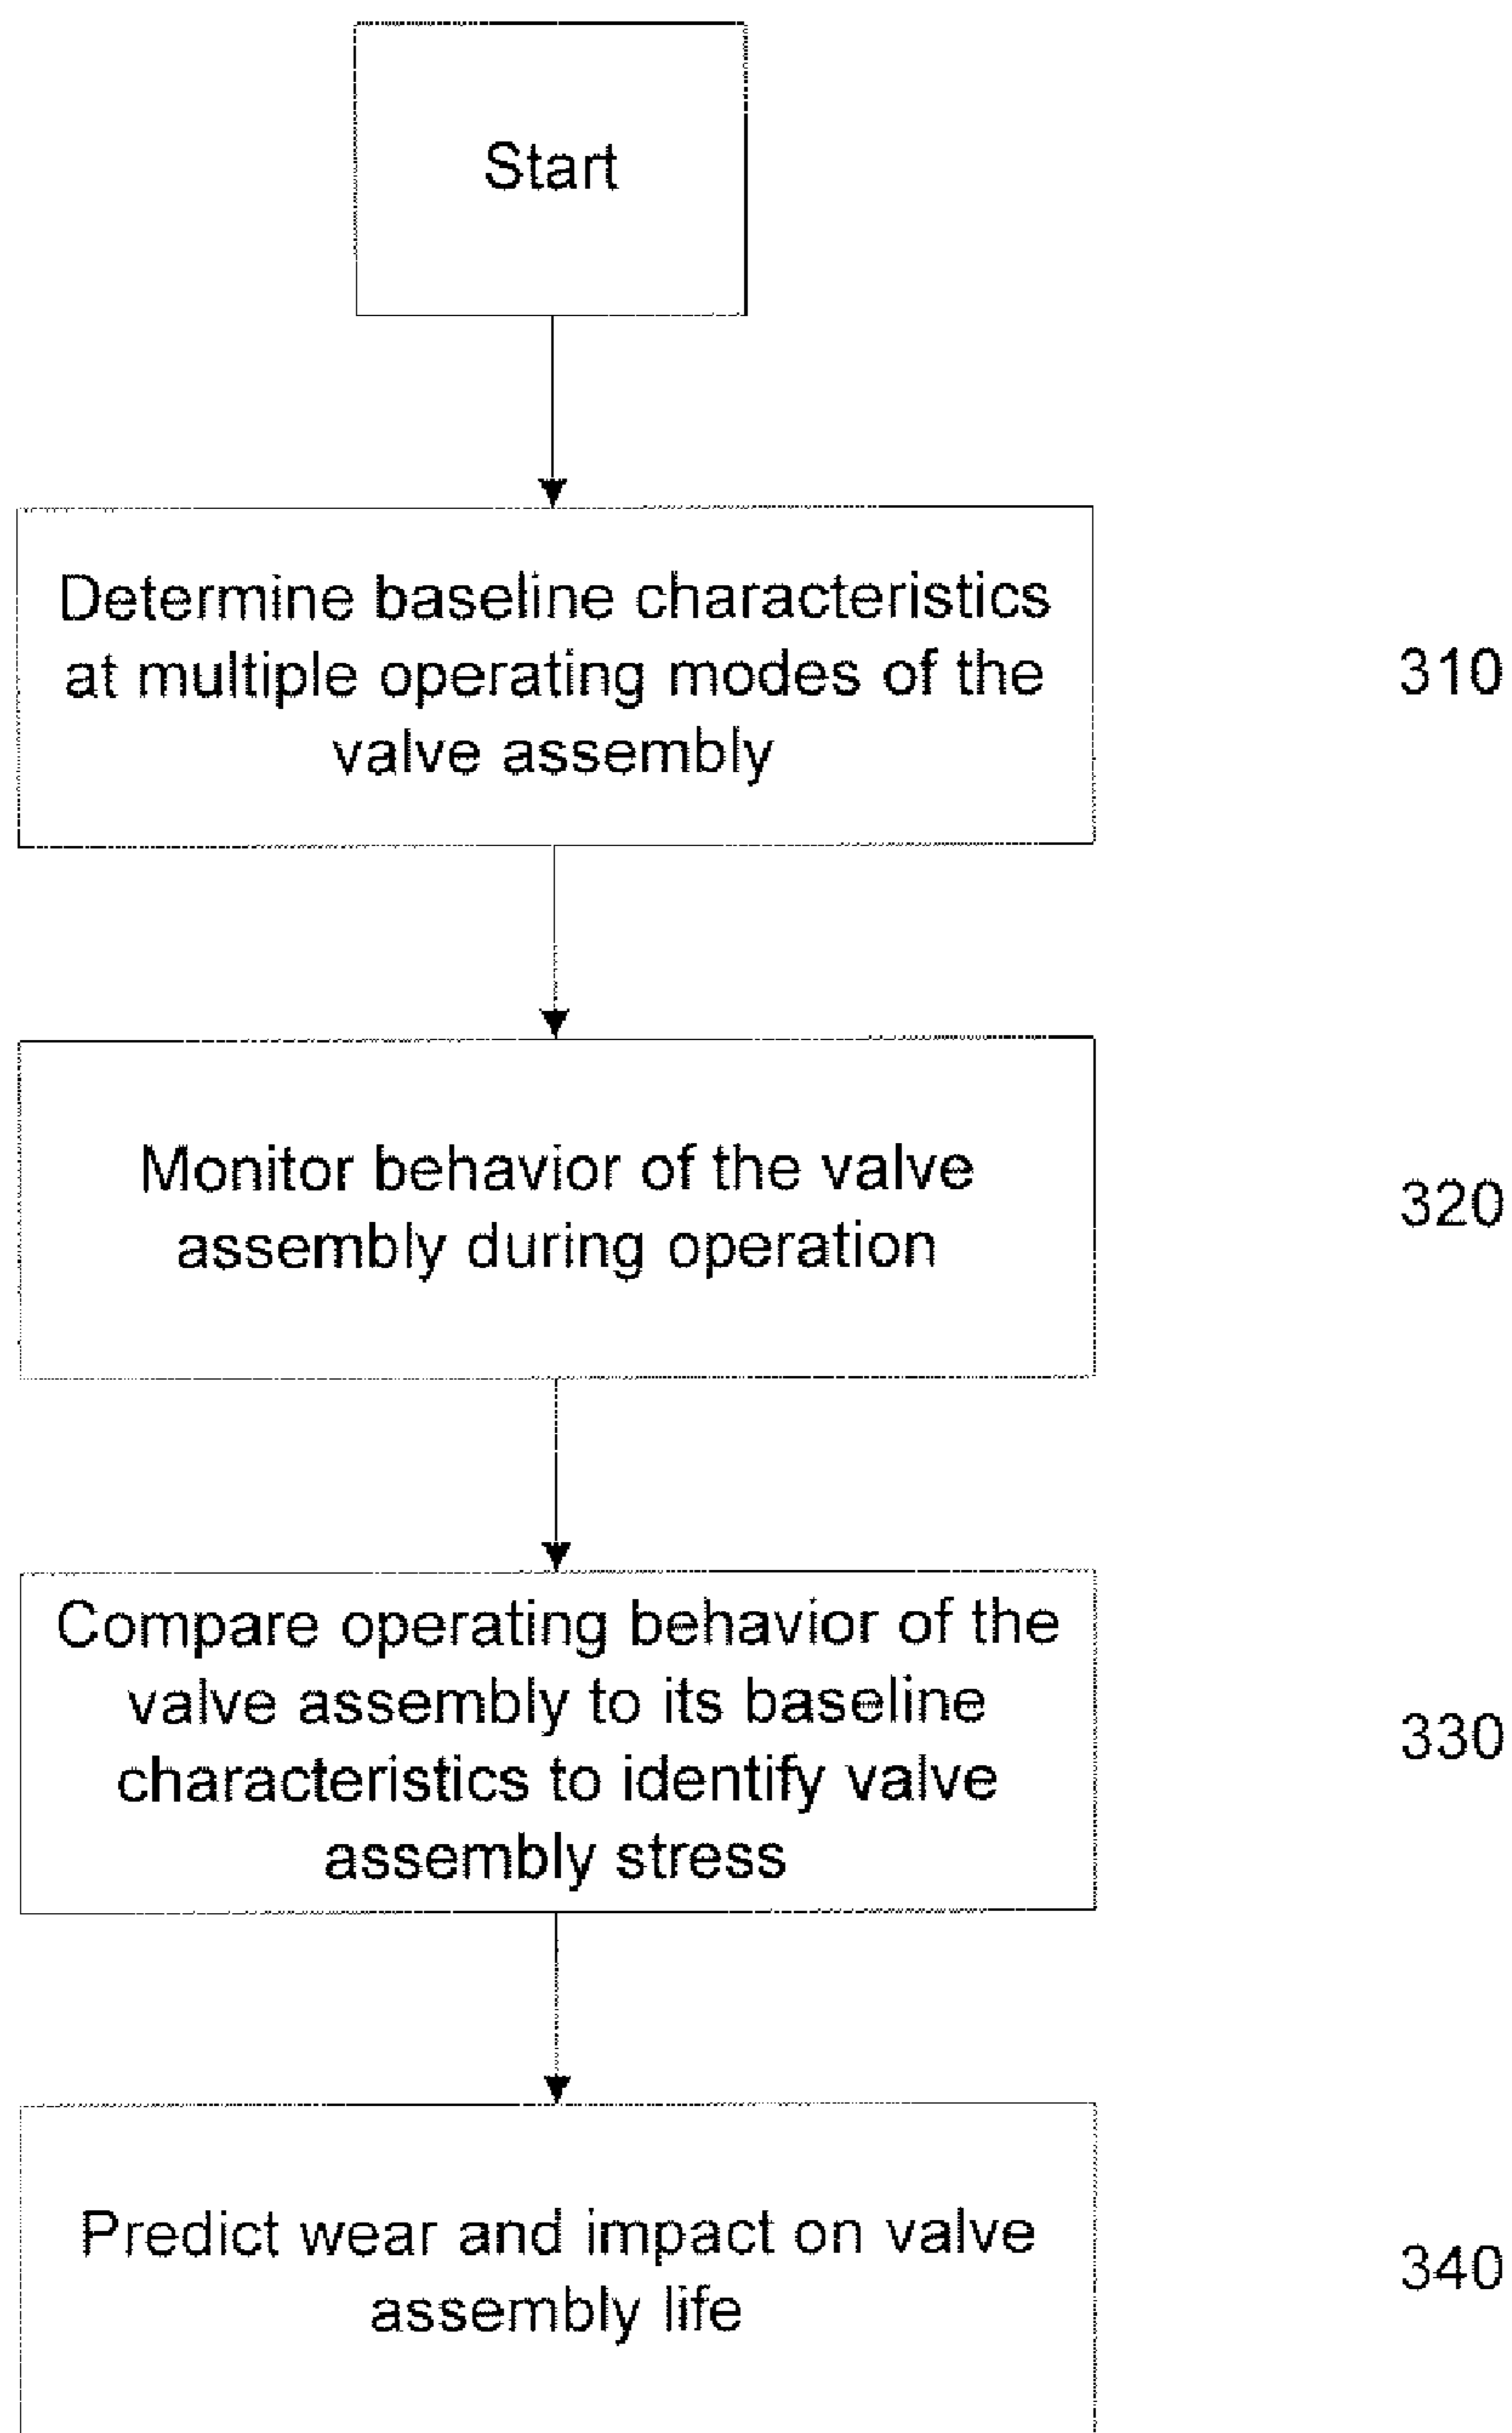 Start
Determine baseline characteristics
at multiple operating modes of the
valve assembly
310
Monitor behavior of the valve
assembly during operation
320
Compare operating behavior of the
valve assembly to its baseline
characteristics to identify valve
assembly stress
330
Predict wear and impact on valve
assembly life
340